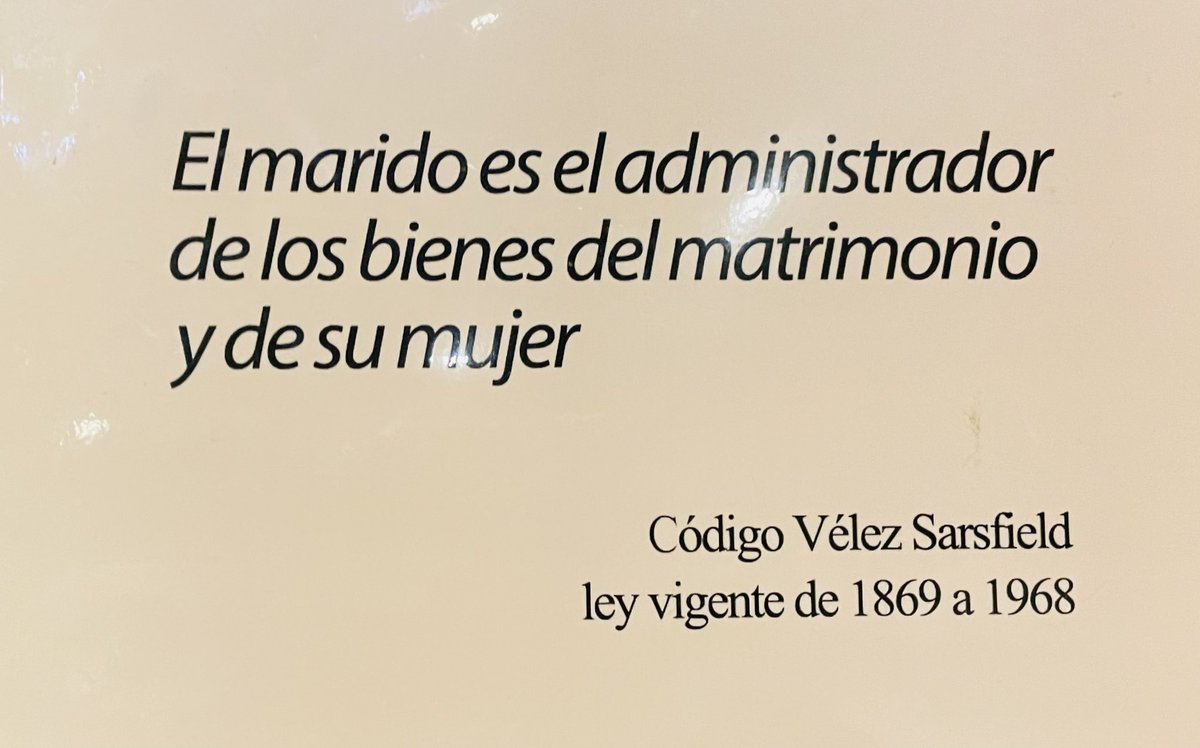 El marido es el administrador
de los bienes del matrimonio
y de su mujer
Código Vélez Sarsfield
ley vigente de 1869 a 1968